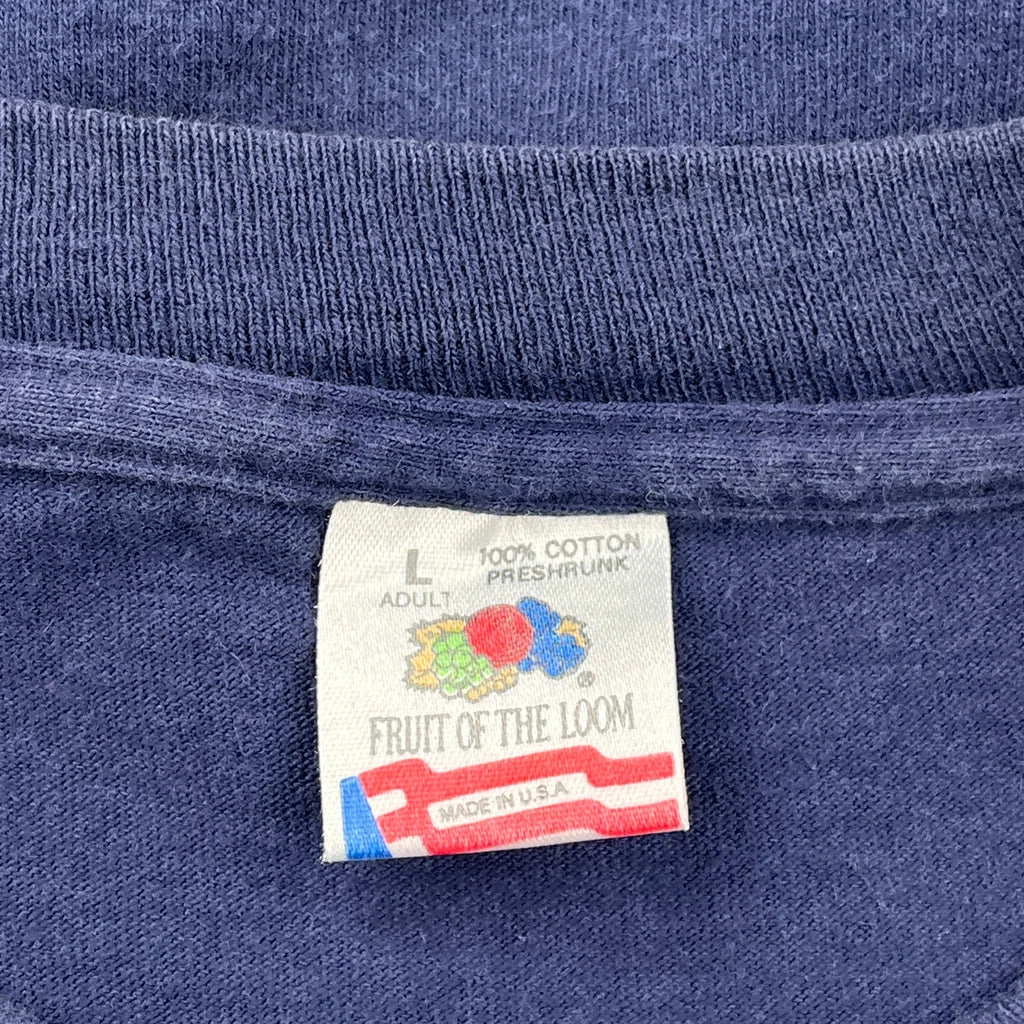 L
ADULT
100% COTTON
PRESHRUNK
®
FRUIT OF THE LOOM
MADE IN U.S.A.